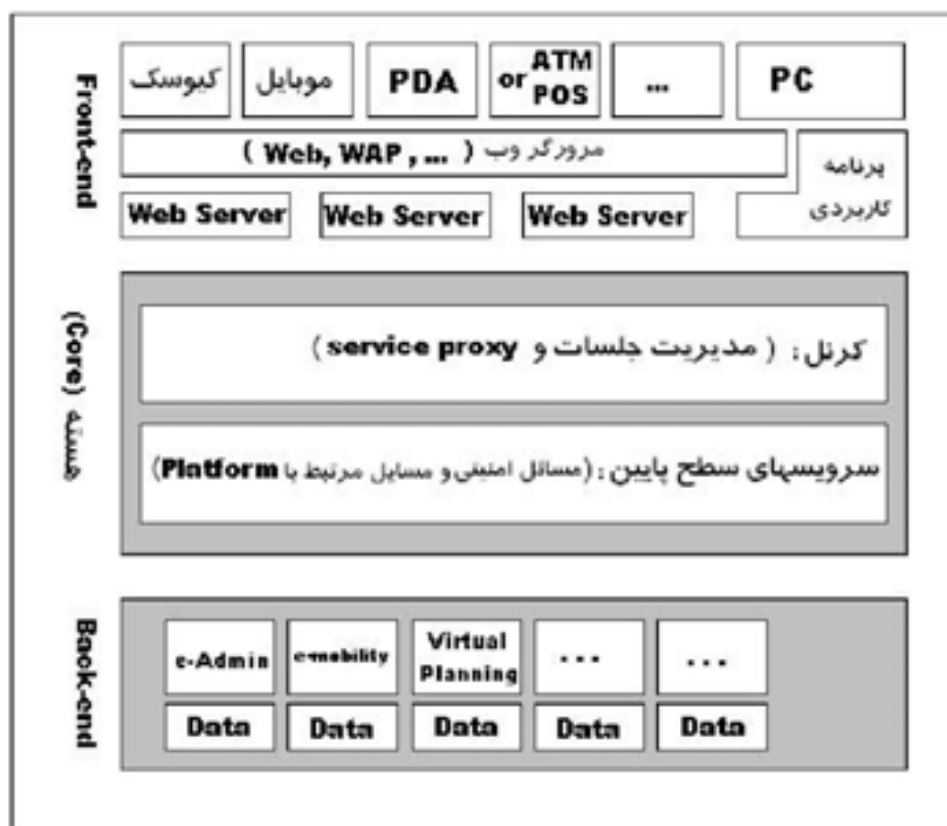 Front-end
کیوسک
موبایل
PDA
ATM
or POS
...
PC
مرورگر وب ( Web, WAP , ... )
برنامه
کاربردی
Web Server
Web Server
Web Server
هسته (Core)
کرنل : ( مدیریت جلسات و service proxy )
سرویسهای سطح پایین : (مسائل امنیتی و مسایل مرتبط با Platform)
Back-end
e-Admin
e-mobility
Virtual
Planning
...
...
Data
Data
Data
Data
Data